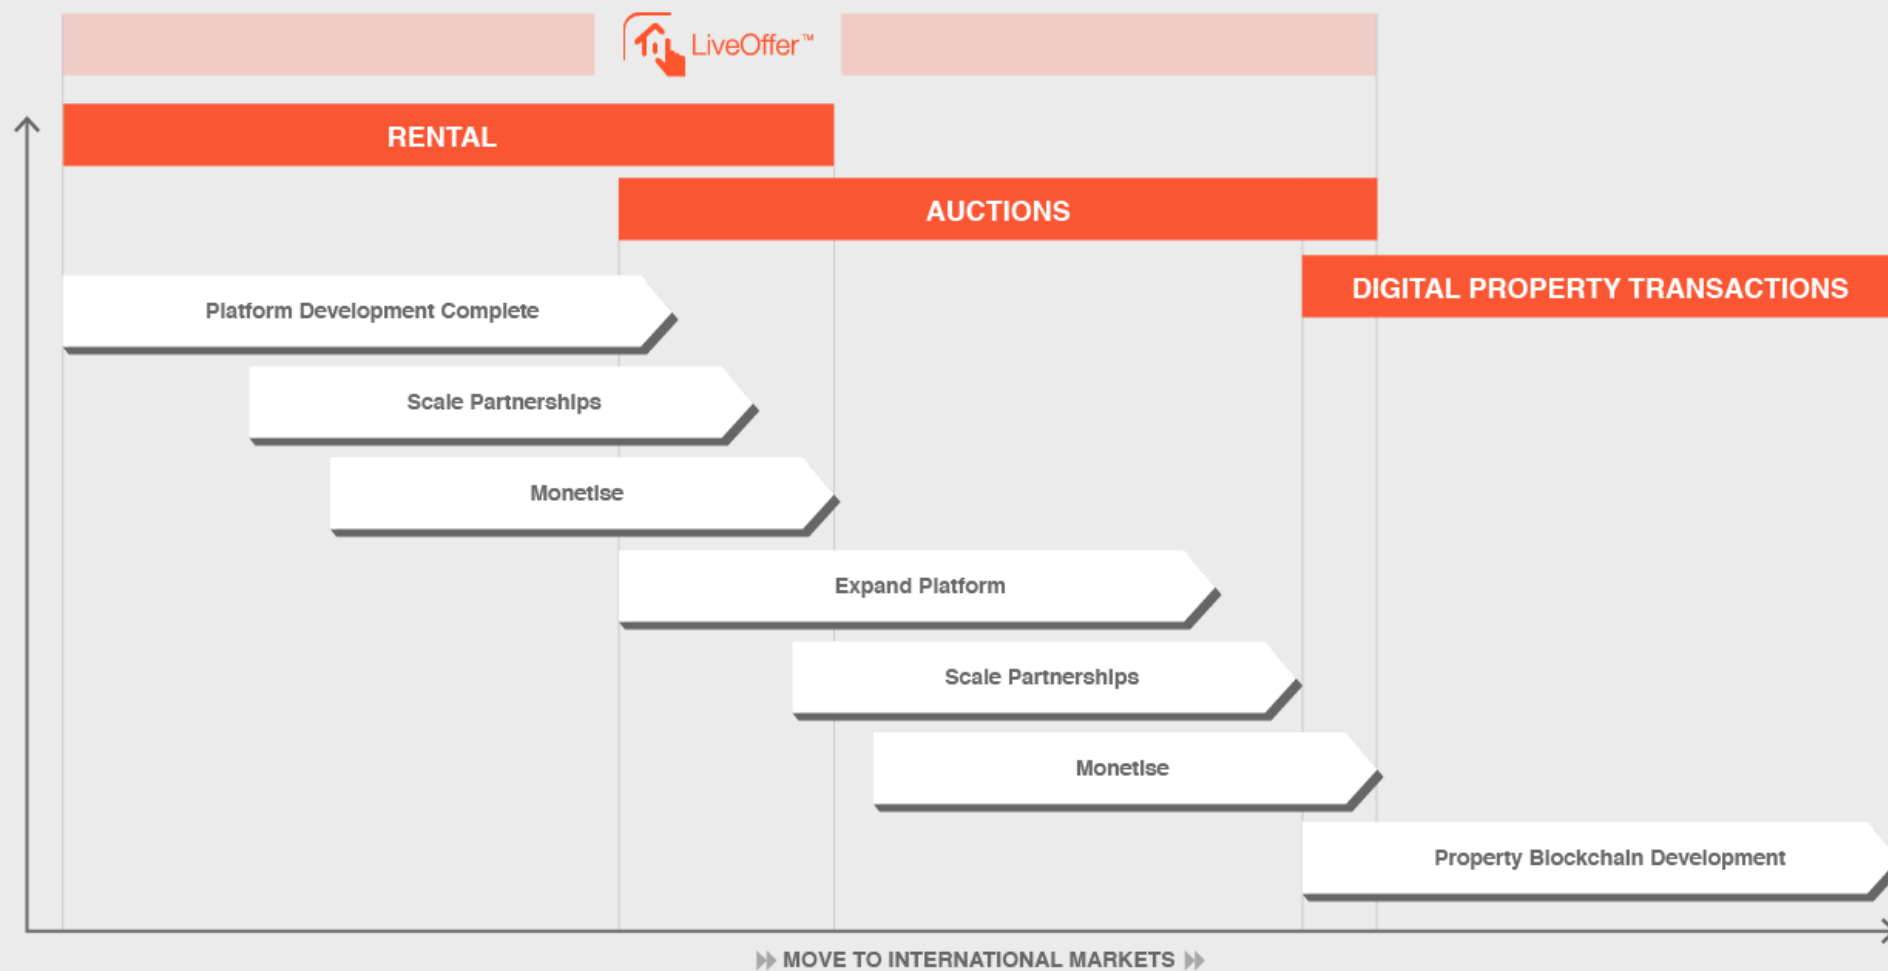 LiveOffer™
RENTAL
AUCTIONS
DIGITAL PROPERTY TRANSACTIONS
Platform Development Complete
Scale Partnerships
Monetise
Expand Platform
Scale Partnerships
Monetise
Property Blockchain Development
MOVE TO INTERNATIONAL MARKETS